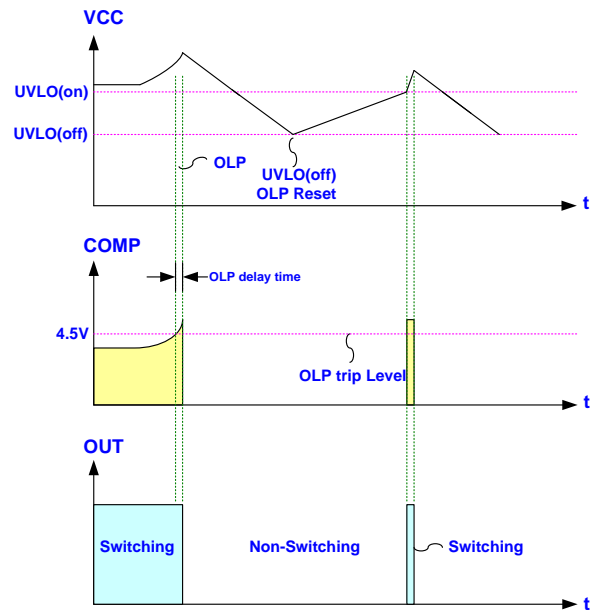 VCC
UVLO(on)
UVLO(off)
OLP
UVLO(off)
OLP Reset
t
COMP
OLP delay time
4.5V
OLP trip Level
t
OUT
Switching
Non-Switching
Switching
t